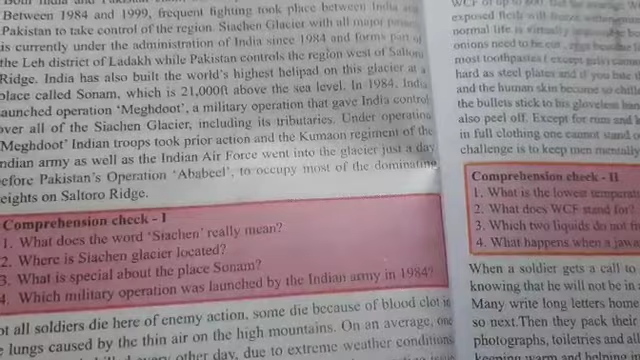 Between 1984 and 1999, frequent fighting took place between India and
Pakistan to take control of the region. Siachen Glacier with all major passes
is currently under the administration of India since 1984 and forms part of
the Leh district of Ladakh while Pakistan controls the region west of Saltoro
Ridge. India has also built the world's highest helipad on this glacier at a
place called Sonam, which is 21,000ft above the sea level. In 1984, India
launched operation 'Meghdoot', a military operation that gave India control
over all of the Siachen Glacier, including its tributaries. Under operation
'Meghdoot' Indian troops took prior action and the Kumaon regiment of the
Indian army as well as the Indian Air Force went into the glacier just a day
before Pakistan's Operation 'Ababeel', to occupy most of the dominating
heights on Saltoro Ridge.
Comprehension check - I
1. What does the word 'Siachen' really mean?
2. Where is Siachen glacier located?
3. What is special about the place Sonam?
4. Which military operation was launched by the Indian army in 1984?
not all soldiers die here of enemy action, some die because of blood clot in
lungs caused by the thin air on the high mountains. On an average, one
every other day, due to extreme weather conditions
exposed flesh will freeze
normal life is virtually
onions need to be cut,
most toothpastes
hard as steel plates and if you bite
and the human skin become so
the bullets stick to his gloveless
also peel off. Except for rum and
in full clothing one cannot stand
challenge is to keep men mentally
Comprehension check - II
1. What is the lowest
2. What does WCF stand for?
3. Which two liquids do not
4. What happens when a
When a soldier gets a call to
knowing that he will not be in
Many write long letters home
so next. Then they pack their
photographs, toiletries and
keeping warm and